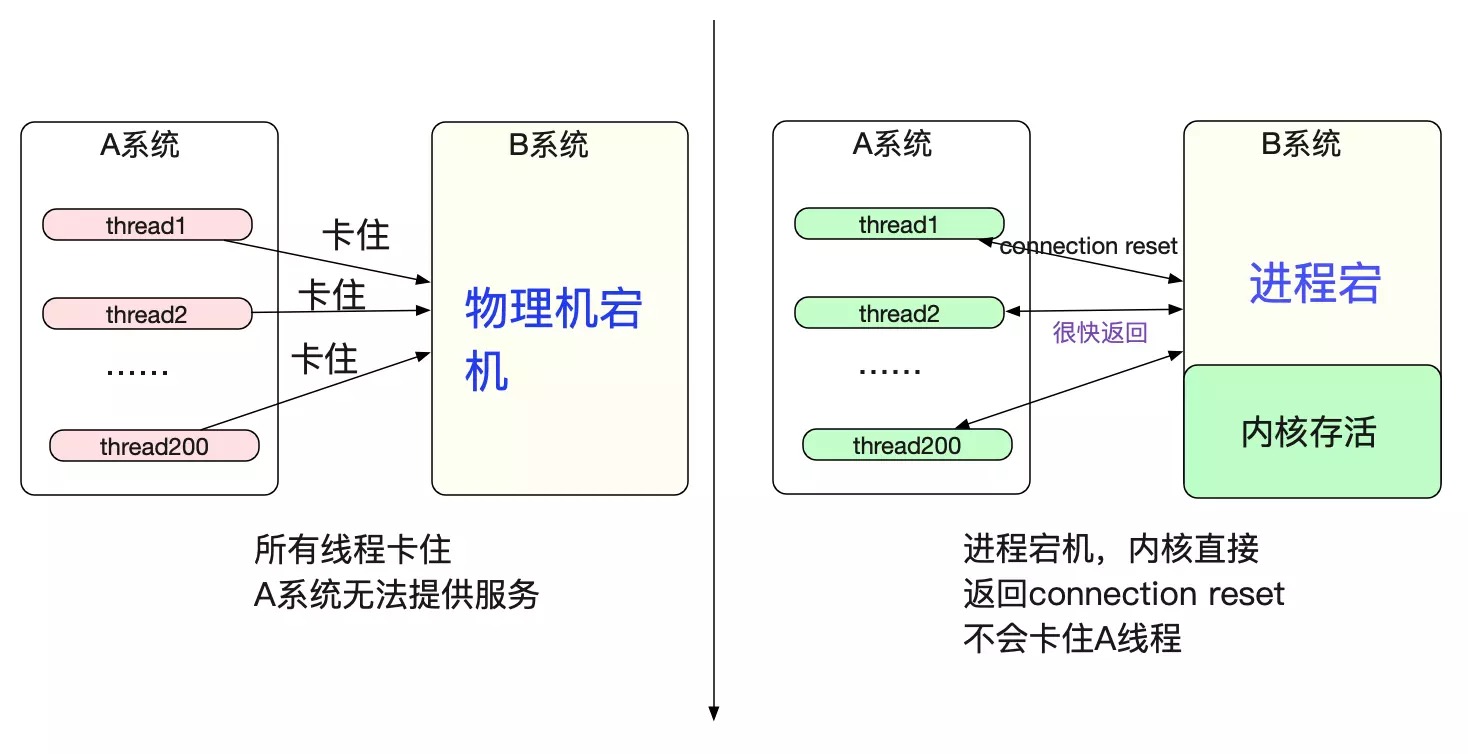 A系统
B系统
thread1
卡住
thread2
卡住
......
卡住
thread200
物理机宕
机
所有线程卡住
A系统无法提供服务
A系统
B系统
thread1
connection reset
thread2
很快返回
......
thread200
进程宕
内核存活
进程宕机，内核直接
返回connection reset
不会卡住A线程